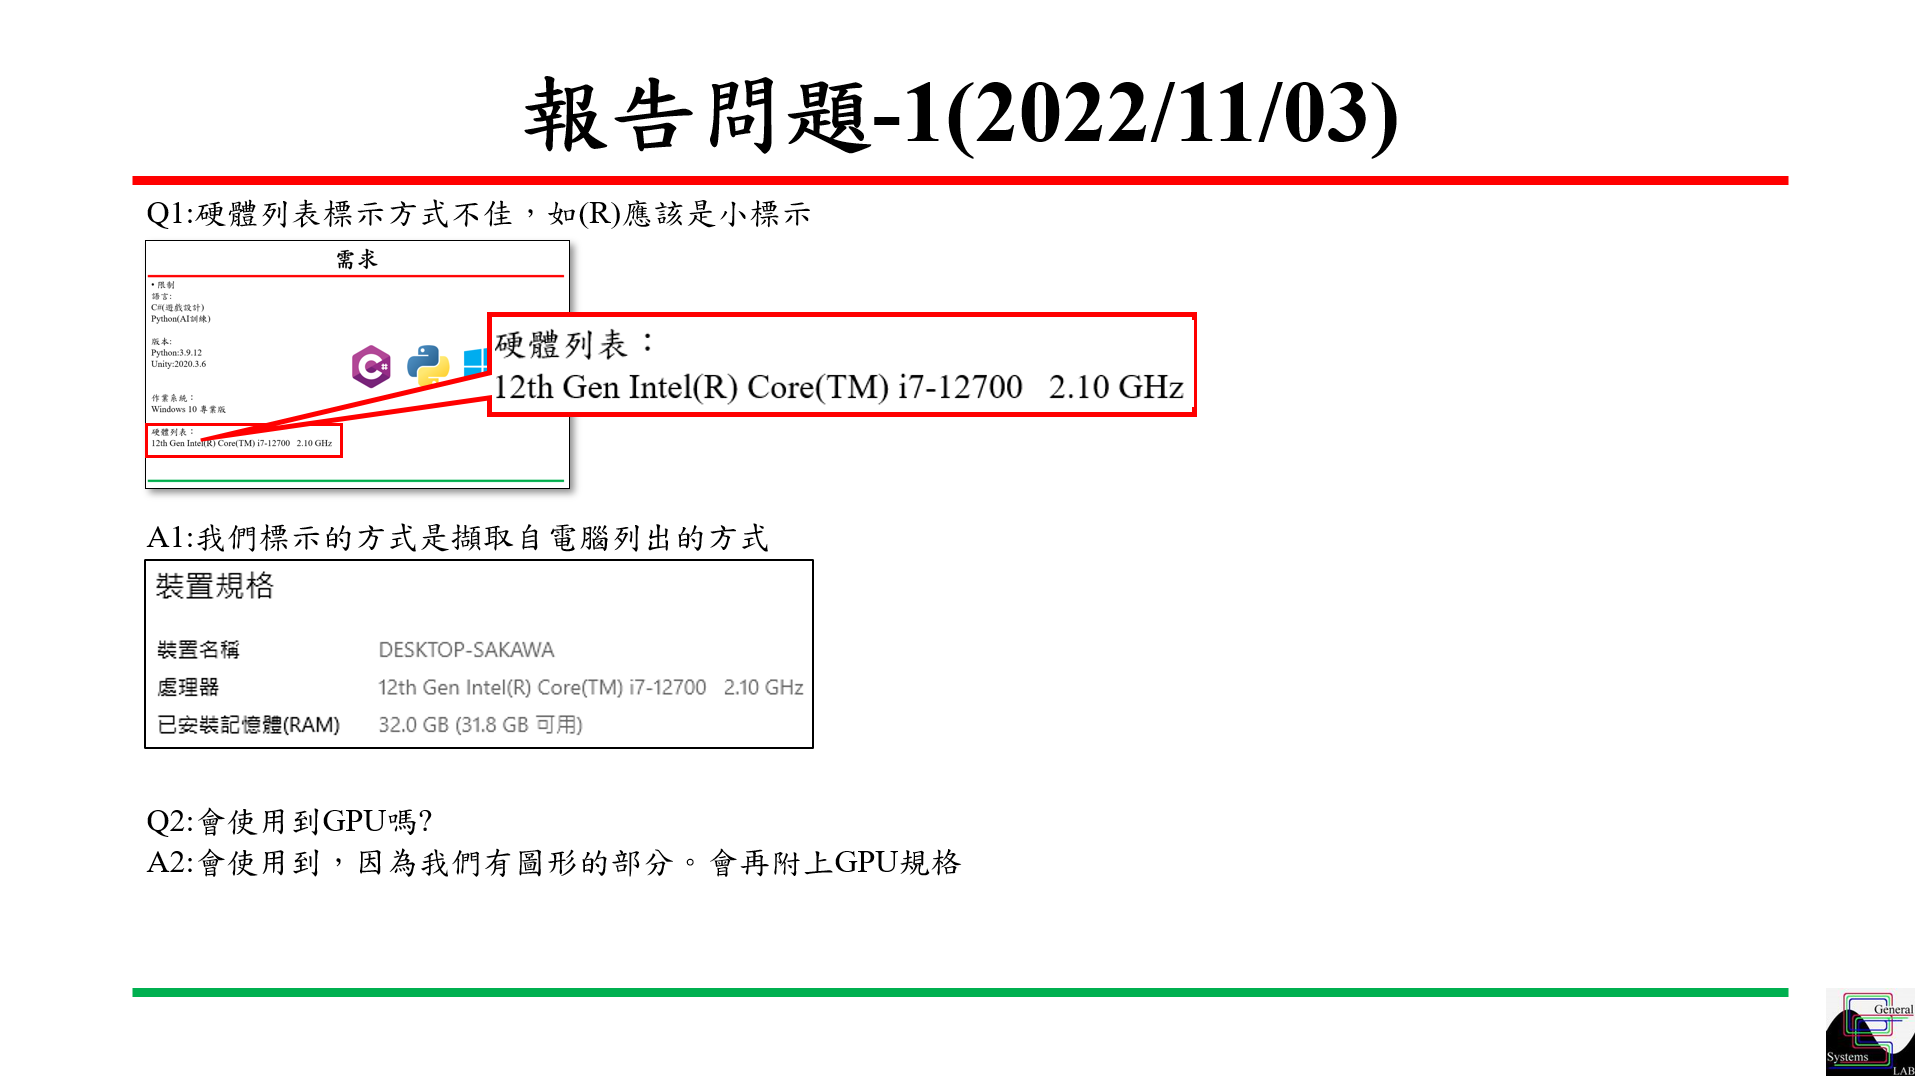 報告問題-1(2022/11/03)
Q1:硬體列表標示方式不佳，如(R)應該是小標示
需求
• 限制
語言:
C#(遊戲設計)
Python(AI訓練)
版本:
Python:3.9.12
Unity:2020.3.6
作業系統：
Windows 10 專業版
硬體列表：
12th Gen Intel(R) Core(TM) i7-12700 2.10 GHz
硬體列表：
12th Gen Intel(R) Core(TM) i7-12700 2.10 GHz
A1:我們標示的方式是擷取自電腦列出的方式
裝置規格
裝置名稱 DESKTOP-SAKAWA
處理器 12th Gen Intel(R) Core(TM) i7-12700 2.10 GHz
已安裝記憶體(RAM) 32.0 GB (31.8 GB 可用)
Q2:會使用到GPU嗎?
A2:會使用到，因為我們有圖形的部分。會再附上GPU規格
General
Systems
LAB